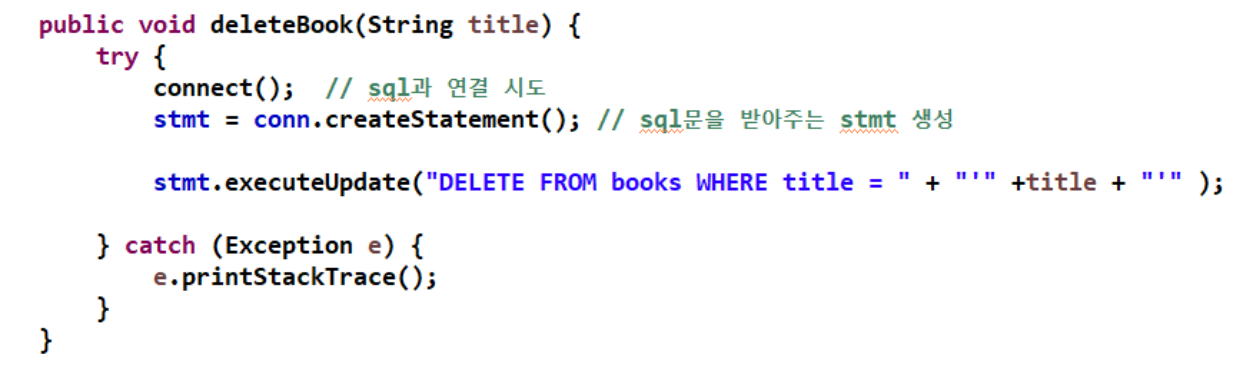 public void deleteBook(String title) {
try {
connect(); // sql과 연결 시도
stmt = conn.createStatement(); // sql문을 받아주는 stmt 생성
stmt.executeUpdate("DELETE FROM books WHERE title = " + "'" +title + "'" );
} catch (Exception e) {
e.printStackTrace();
}
}